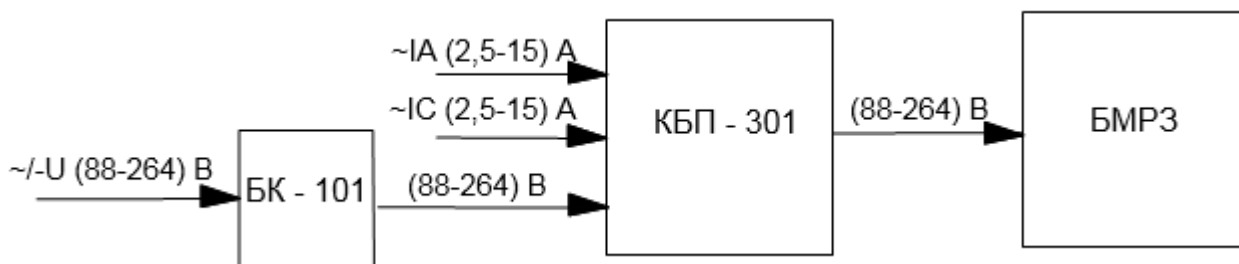 ~IA (2,5-15) А
~IC (2,5-15) А
КБП - 301
(88-264) В
БМРЗ
~/-U (88-264) В
БК - 101
(88-264) В